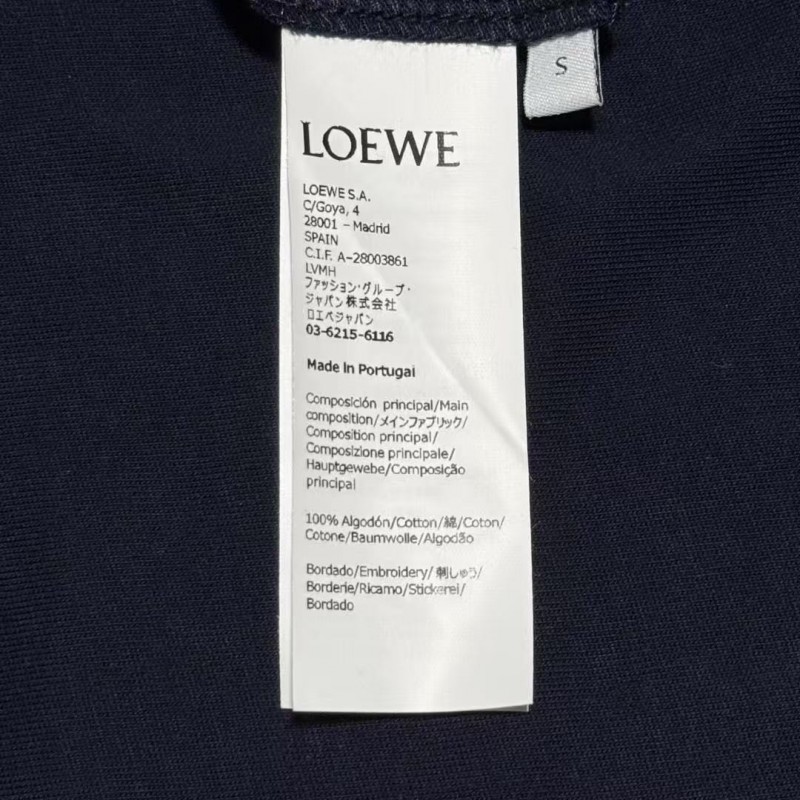 S
LOEWE
LOEWE S.A.
C/Goya, 4
28001 – Madrid
SPAIN
C.I.F. A-28003861
LVMH
ファッション・グループ・
ジャパン株式会社
ロエベジャパン
03-6215-6116
Made in Portugal
Composición principal/Main
composition/メインファブリック/
Composition principal/
Composizione principale/
Hauptgewebe/Composição
principal
100% Algodón/Cotton/綿/Coton/
Cotone/Baumwolle/Algodão
Bordado/Embroidery/刺しゅう/
Borderie/Ricamo/Stickerei/
Bordado